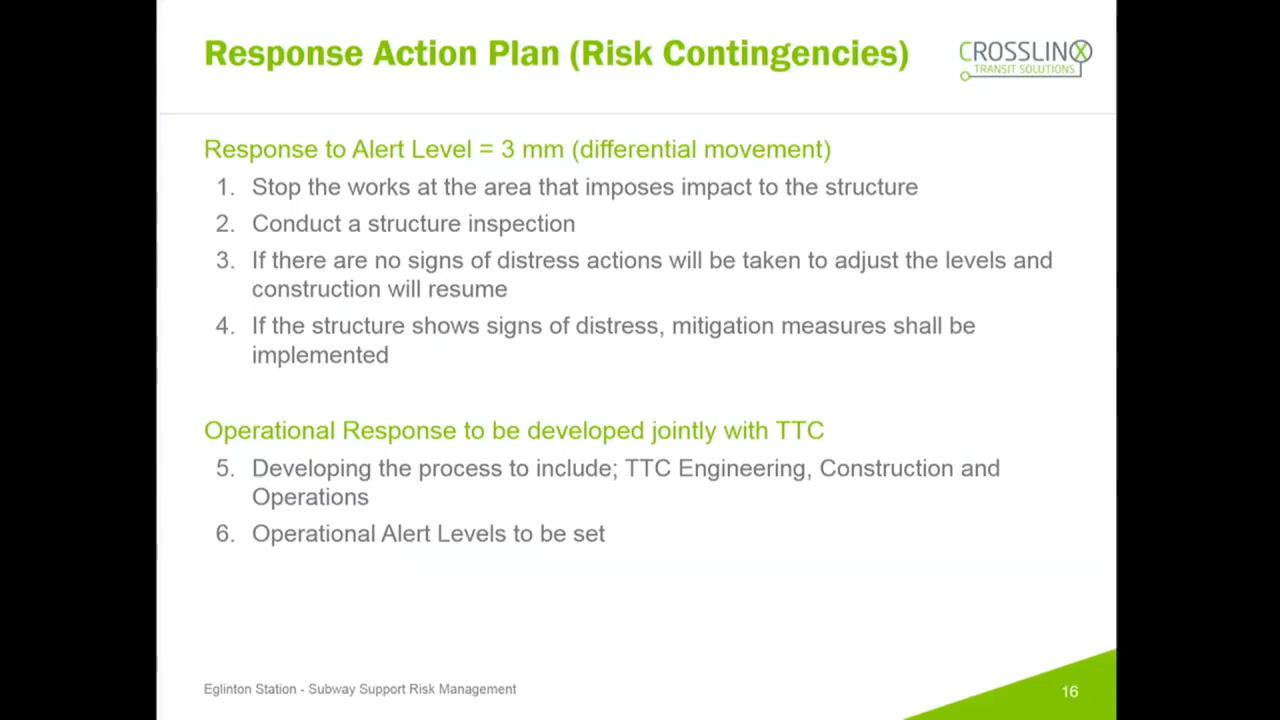 Response Action Plan (Risk Contingencies)
CROSSLINX
TRANSIT SOLUTIONS
Response to Alert Level = 3 mm (differential movement)
1. Stop the works at the area that imposes impact to the structure
2. Conduct a structure inspection
3. If there are no signs of distress actions will be taken to adjust the levels and
construction will resume
4. If the structure shows signs of distress, mitigation measures shall be
implemented
Operational Response to be developed jointly with TTC
5. Developing the process to include; TTC Engineering, Construction and
Operations
6. Operational Alert Levels to be set
Eglinton Station - Subway Support Risk Management
16